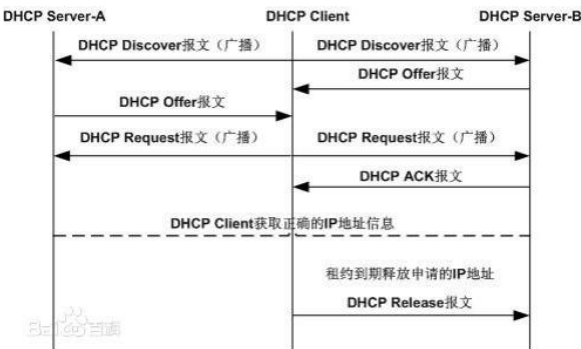 DHCP Server-A DHCP Client DHCP Server-B
DHCP Discover报文（广播） DHCP Discover报文（广播）
DHCP Offer报文
DHCP Offer报文
DHCP Request报文（广播） DHCP Request报文（广播）
DHCP ACK报文
DHCP Client获取正确的IP地址信息
租约到期释放申请的IP地址
DHCP Release报文
Bai百科